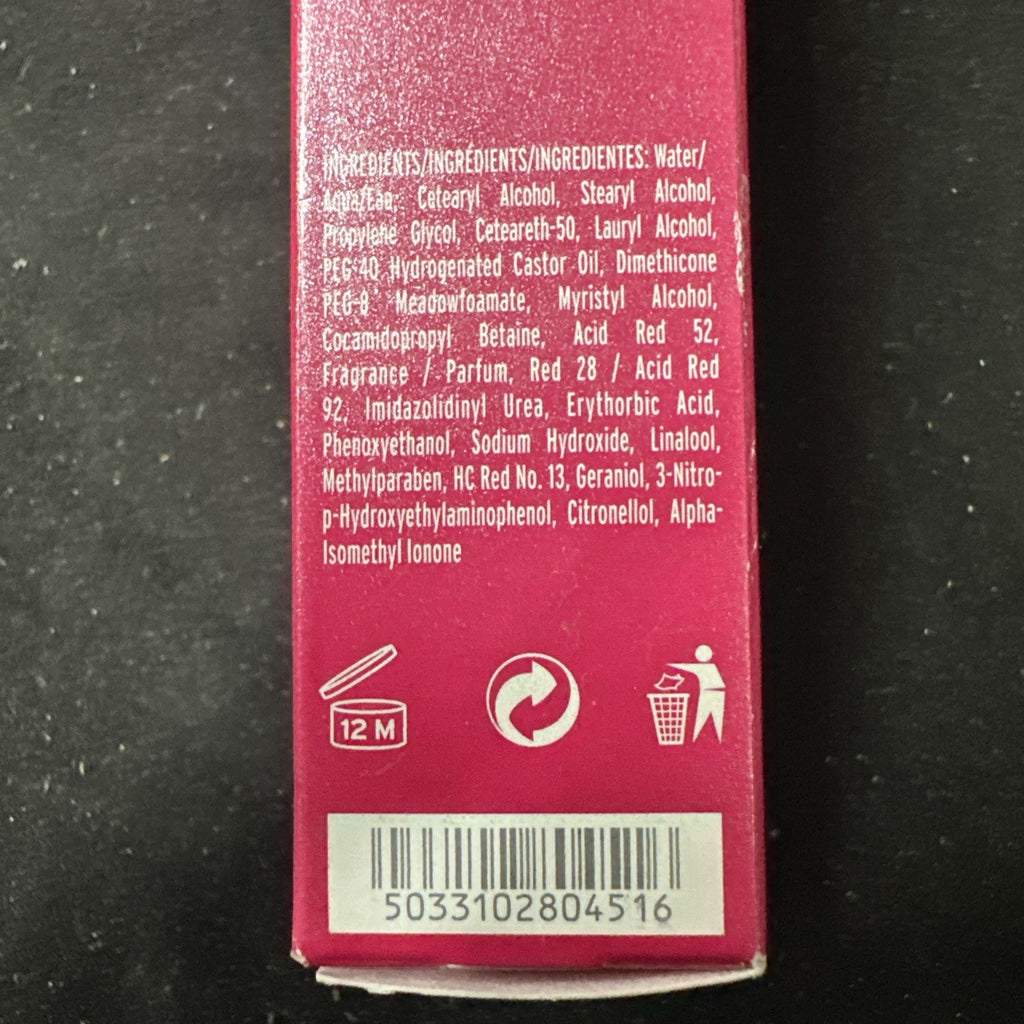 INGREDIENTS/INGRÉDIENTS/INGREDIENTES: Water/
Aqua/Eau, Cetearyl Alcohol, Stearyl Alcohol,
Propylene Glycol, Ceteareth-50, Lauryl Alcohol,
PEG-40 Hydrogenated Castor Oil, Dimethicone
PEG-8 Meadowfoamate, Myristyl Alcohol,
Cocamidopropyl Betaine, Acid Red 52,
Fragrance / Parfum, Red 28 / Acid Red
92, Imidazolidinyl Urea, Erythorbic Acid,
Phenoxyethanol, Sodium Hydroxide, Linalool,
Methylparaben, HC Red No. 13, Geraniol, 3-Nitro-
p-Hydroxyethylaminophenol, Citronellol, Alpha-
Isomethyl Ionone
12 M
5033102804516